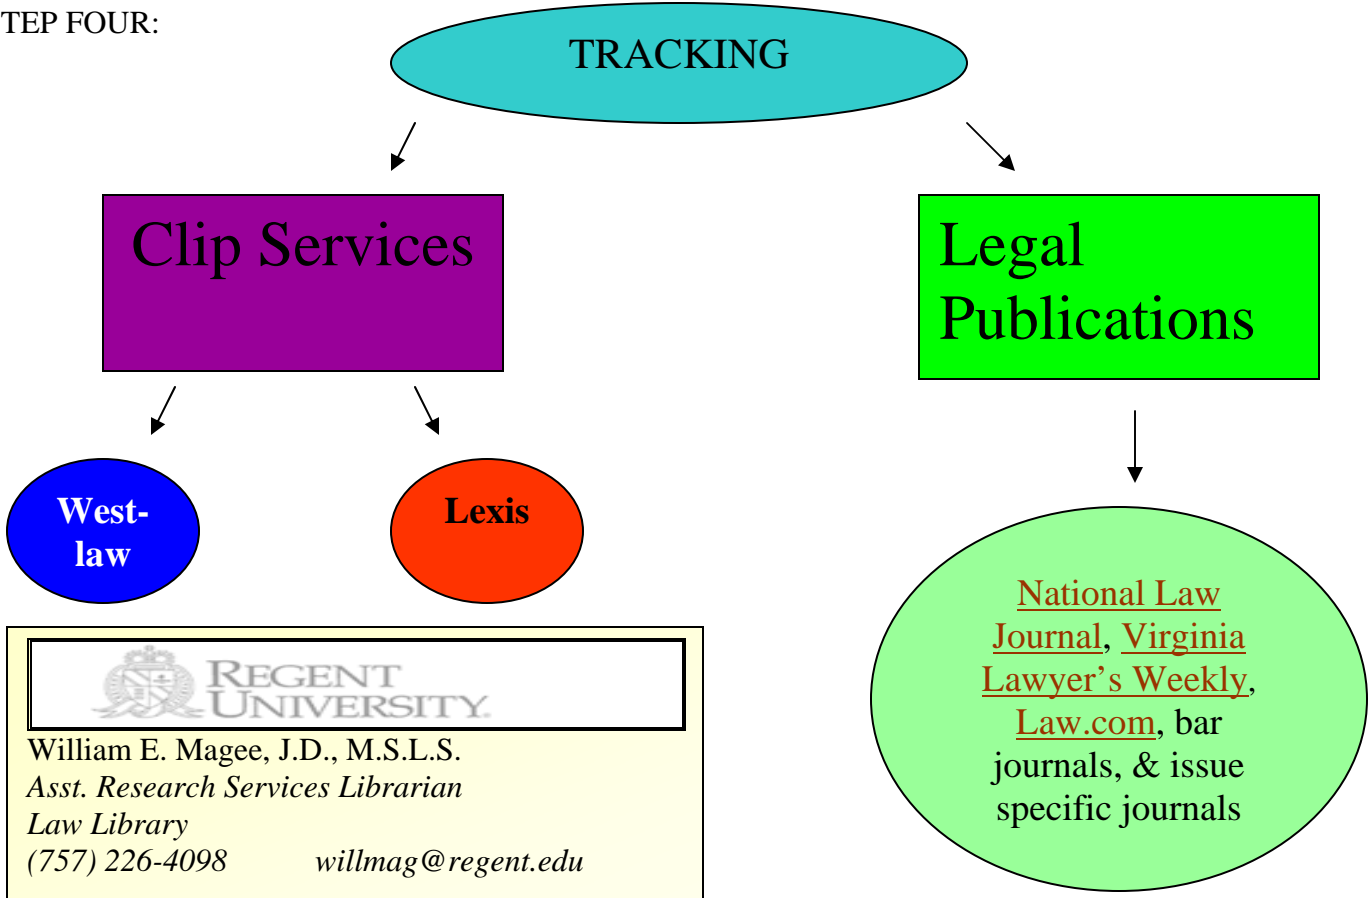 TEP FOUR:
TRACKING
Clip Services
Legal
Publications
West-
law
Lexis
National Law
Journal, Virginia
Lawyer’s Weekly,
Law.com, bar
journals, & issue
specific journals
REGENT
UNIVERSITY.
William E. Magee, J.D., M.S.L.S.
Asst. Research Services Librarian
Law Library
(757) 226-4098 willmag@regent.edu